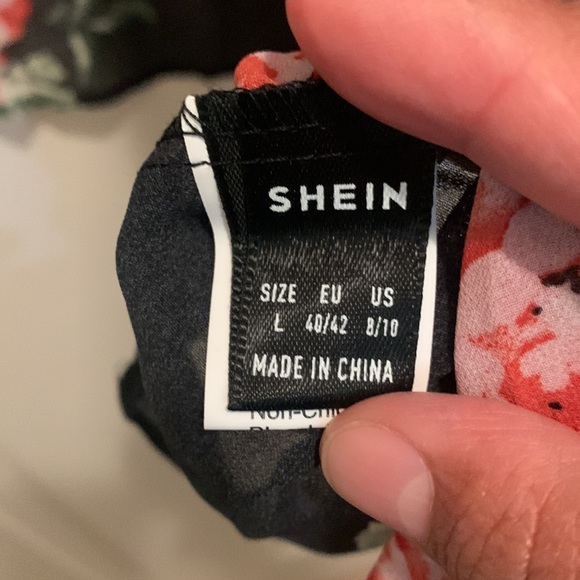 SHEIN
SIZE EU US
L 40/42 8/10
MADE IN CHINA